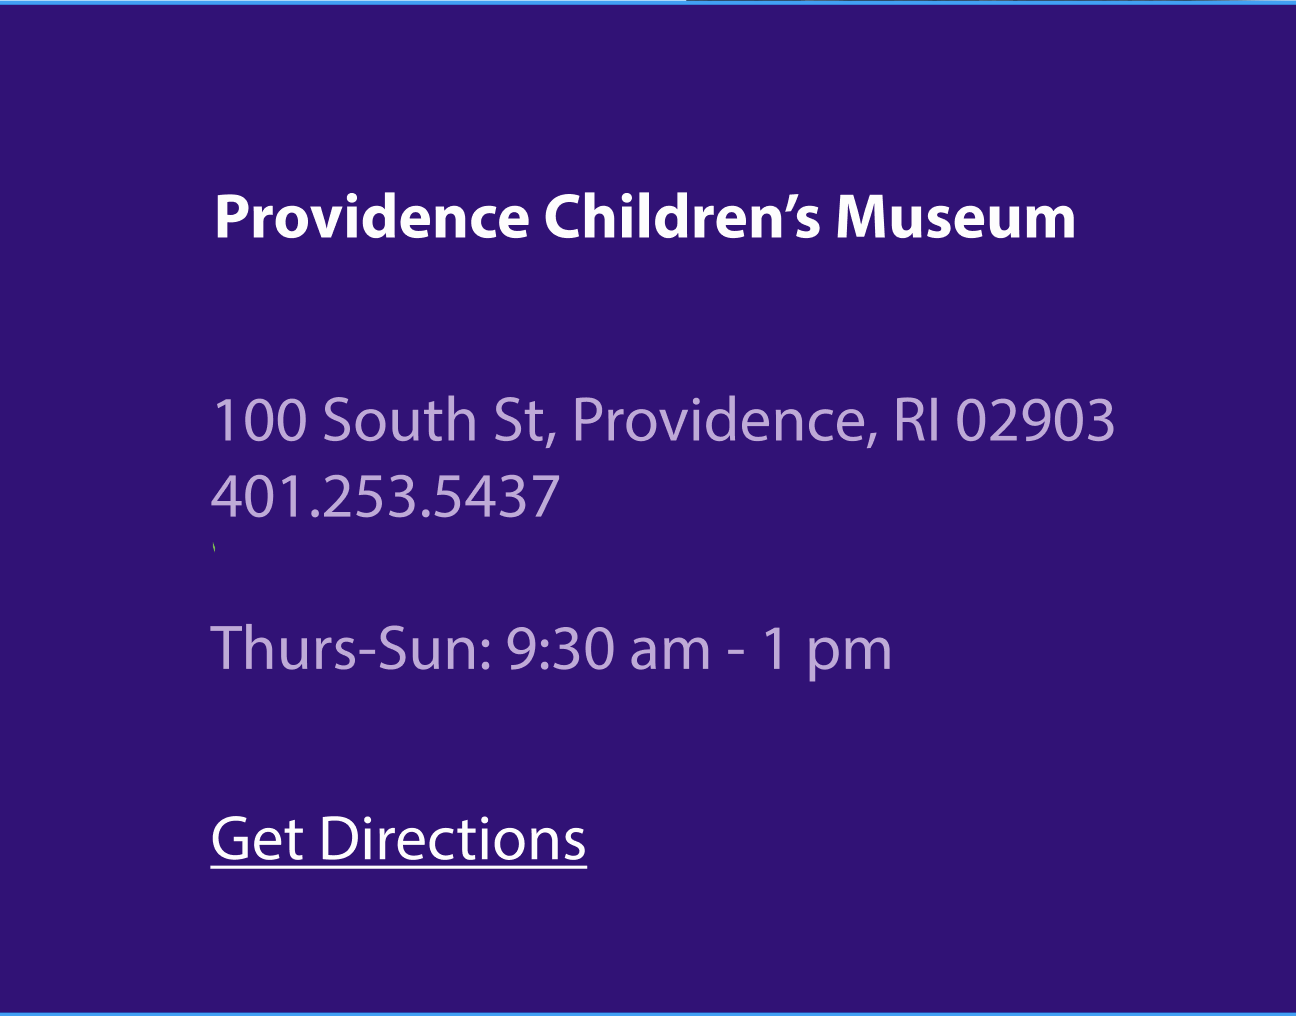 Providence Children’s Museum
100 South St, Providence, RI 02903
401.253.5437
Thurs-Sun: 9:30 am - 1 pm
Get Directions